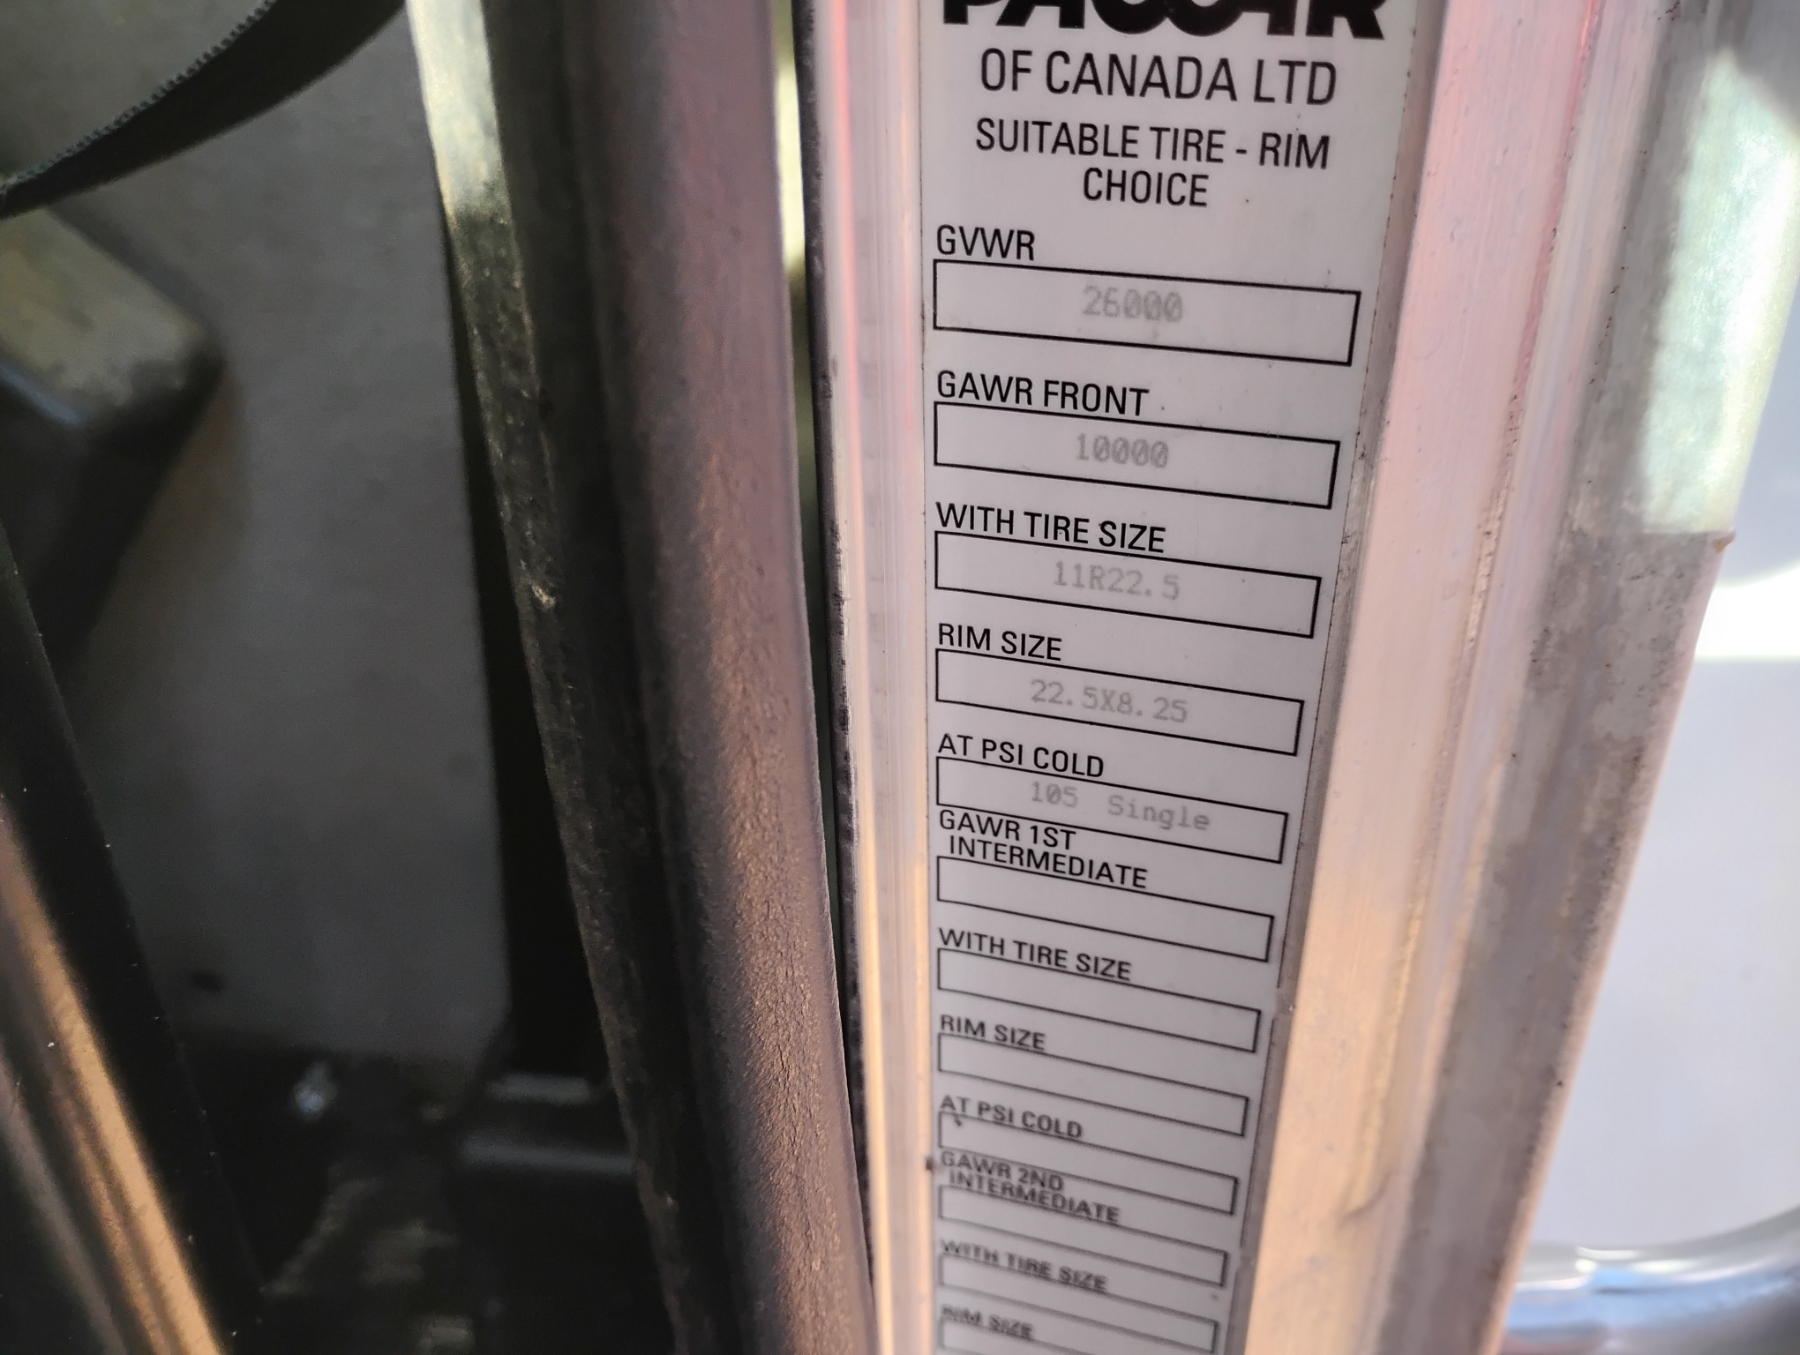 PACCAR
OF CANADA LTD
SUITABLE TIRE - RIM
CHOICE
GVWR
26000
GAWR FRONT
10000
WITH TIRE SIZE
11R22.5
RIM SIZE
22.5X8.25
AT PSI COLD
105 Single
GAWR 1ST
INTERMEDIATE
WITH TIRE SIZE
RIM SIZE
AT PSI COLD
GAWR 2ND
INTERMEDIATE
WITH TIRE SIZE
RIM SIZE